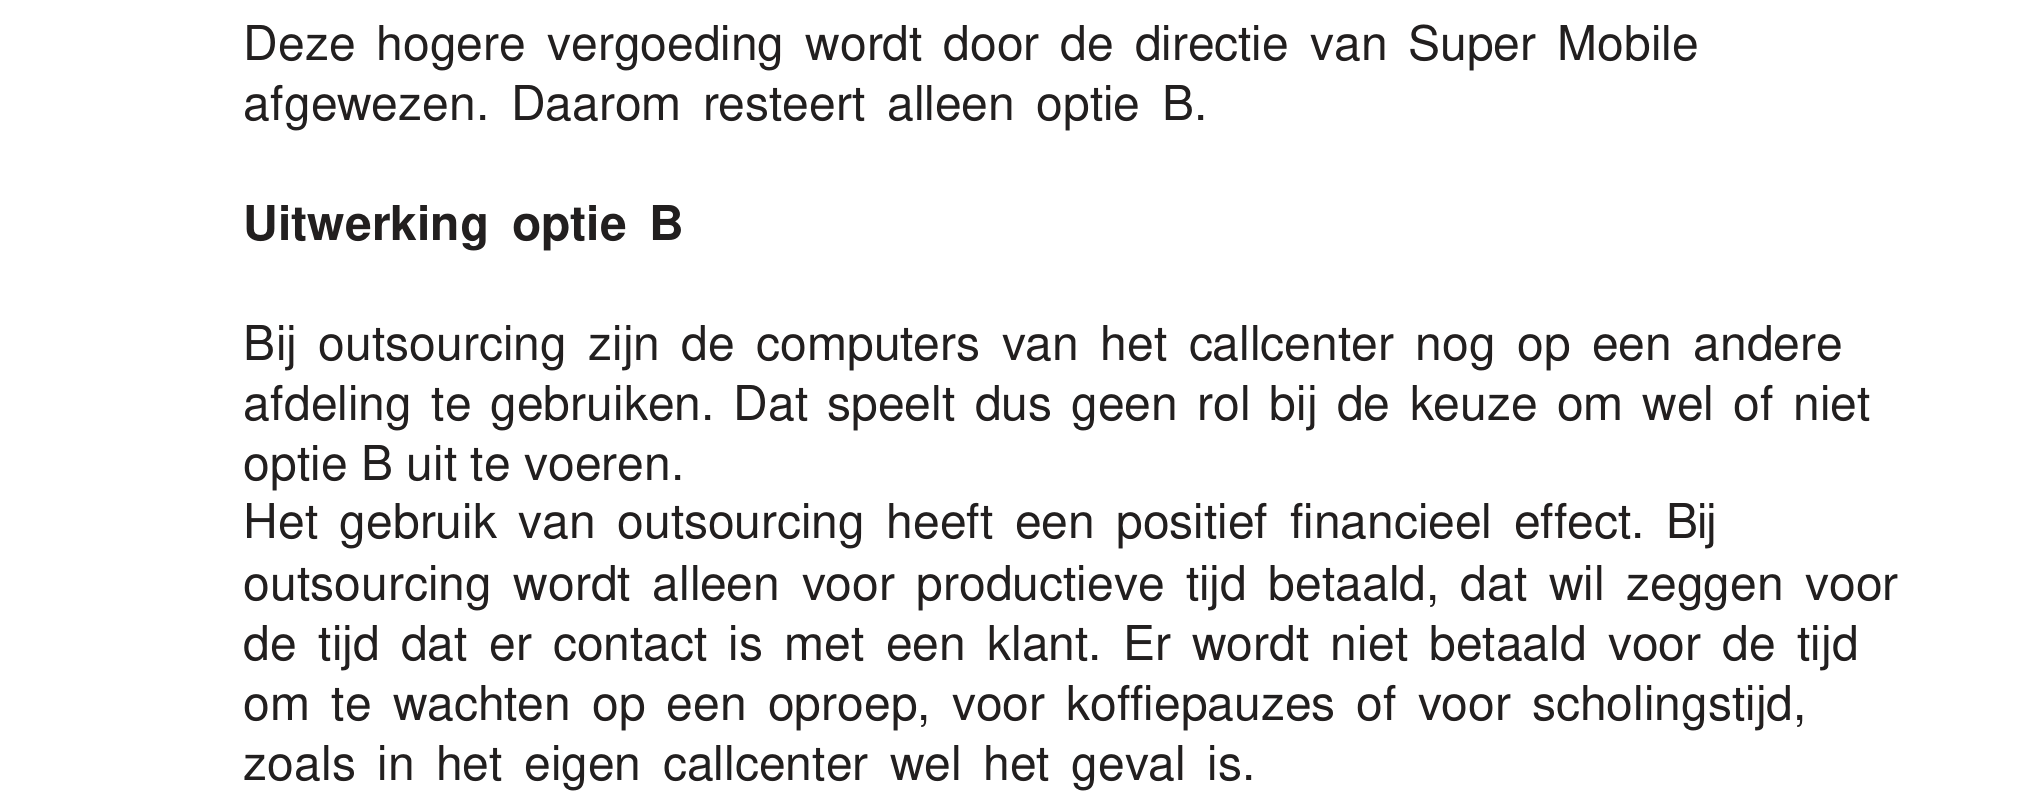 Deze hogere vergoeding wordt door de directie van Super Mobile
afgewezen. Daarom resteert alleen optie B.
Uitwerking optie B
Bij outsourcing zijn de computers van het callcenter nog op een andere
afdeling te gebruiken. Dat speelt dus geen rol bij de keuze om wel of niet
optie B uit te voeren.
Het gebruik van outsourcing heeft een positief financieel effect. Bij
outsourcing wordt alleen voor productieve tijd betaald, dat wil zeggen voor
de tijd dat er contact is met een klant. Er wordt niet betaald voor de tijd
om te wachten op een oproep, voor koffiepauzes of voor scholingstijd,
zoals in het eigen callcenter wel het geval is.